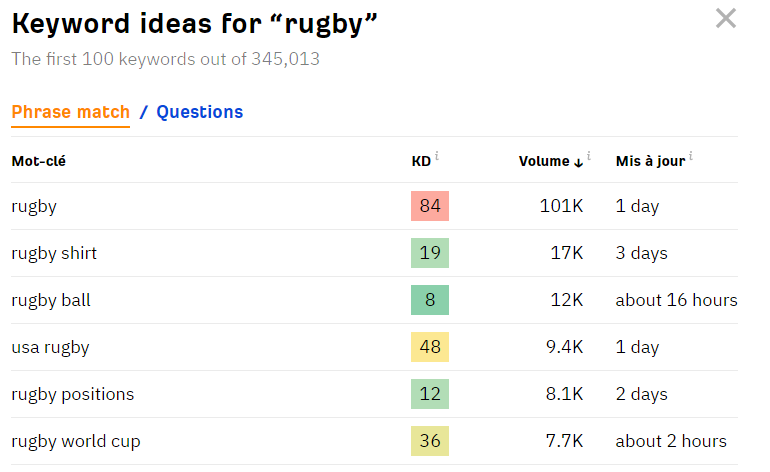 Keyword ideas for “rugby”
The first 100 keywords out of 345,013
Phrase match / Questions
Mot-clé KD i Volume ↓ i Mis à jour i
rugby 84 101K 1 day
rugby shirt 19 17K 3 days
rugby ball 8 12K about 16 hours
usa rugby 48 9.4K 1 day
rugby positions 12 8.1K 2 days
rugby world cup 36 7.7K about 2 hours